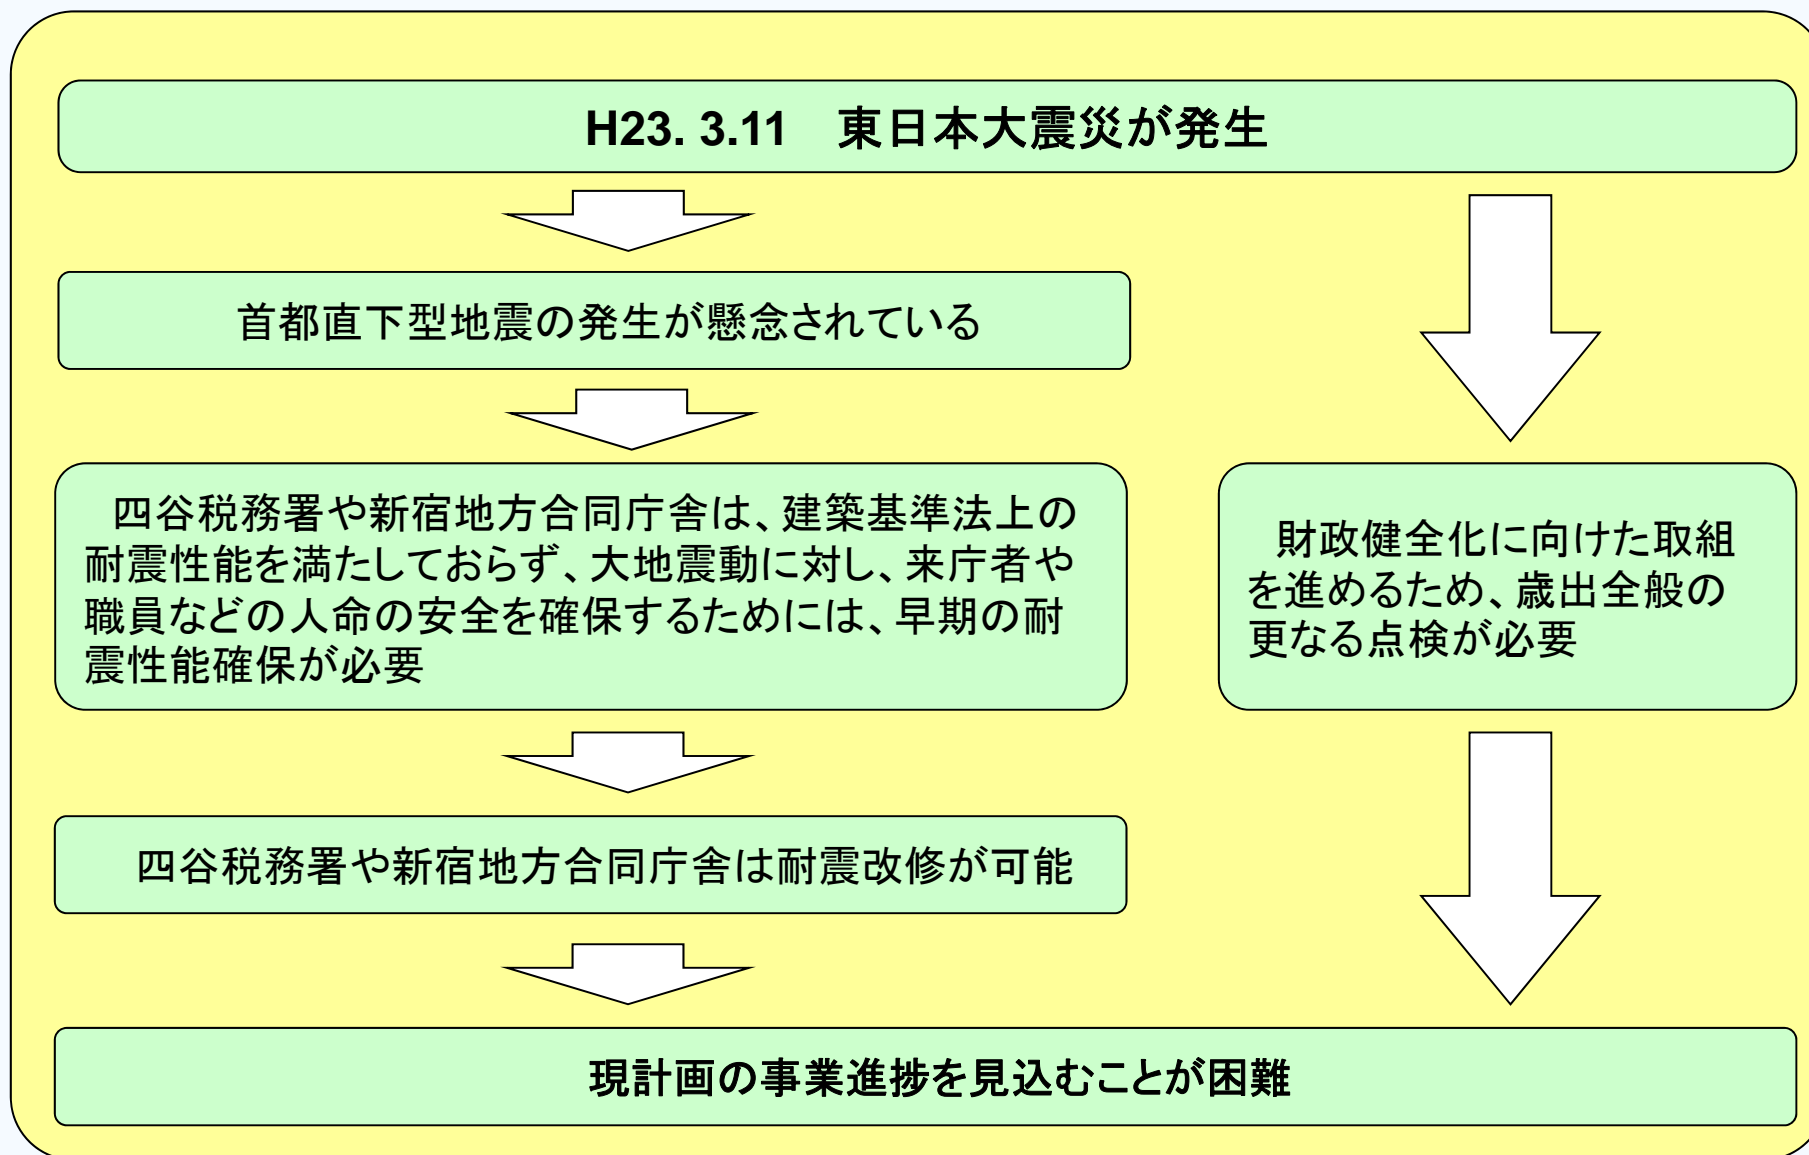 H23. 3.11　東日本大震災が発生
首都直下型地震の発生が懸念されている
四谷税務署や新宿地方合同庁舎は、建築基準法上の
耐震性能を満たしておらず、大地震動に対し、来庁者や
職員などの人命の安全を確保するためには、早期の耐
震性能確保が必要
財政健全化に向けた取組
を進めるため、歳出全般の
更なる点検が必要
四谷税務署や新宿地方合同庁舎は耐震改修が可能
現計画の事業進捗を見込むことが困難